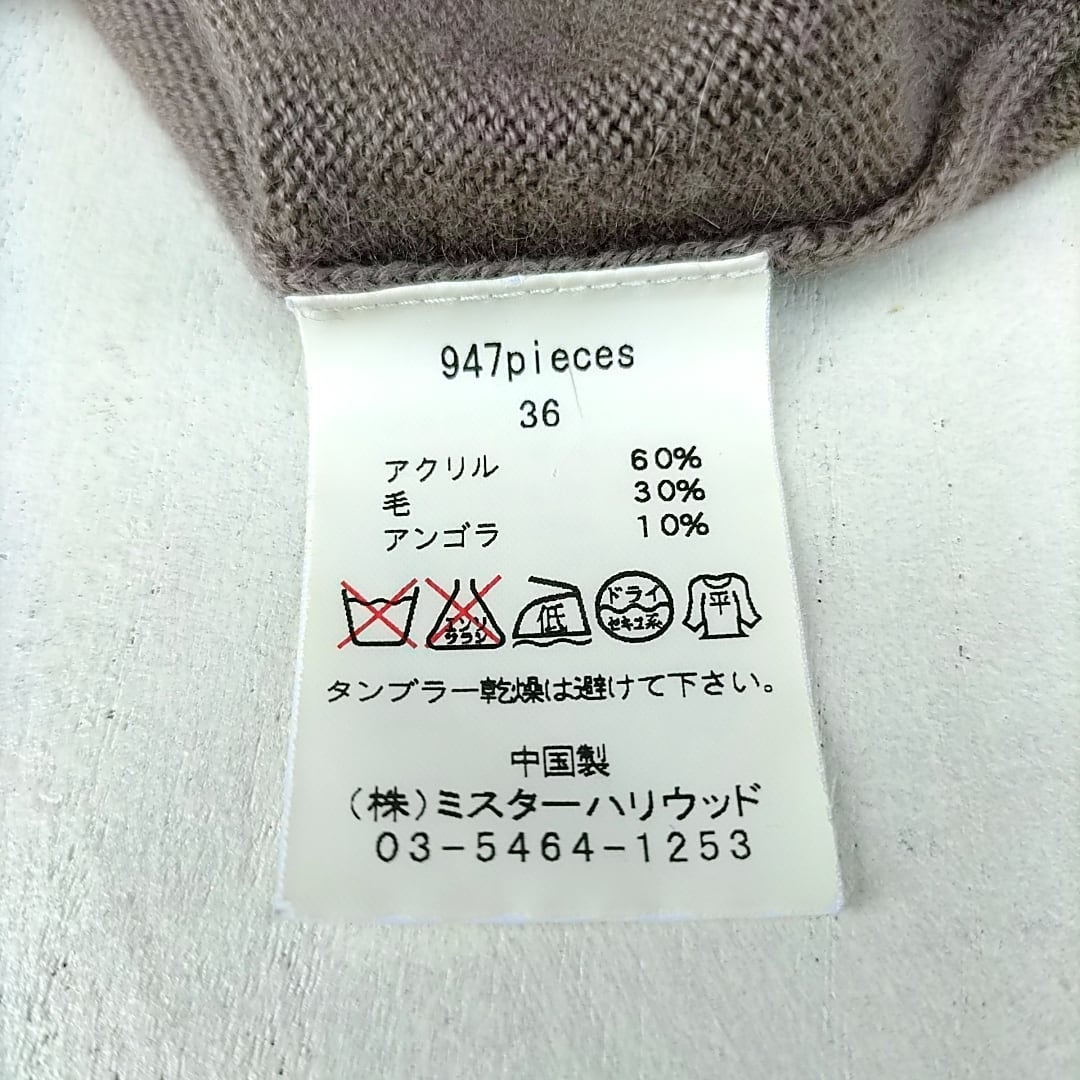 947pieces
36
アクリル 60%
毛 30%
アンゴラ 10%
エンソ サラシ 低 ドライ セキユ系 平
タンブラー乾燥は避けて下さい。
中国製
(株)ミスターハリウッド
03-5464-1253